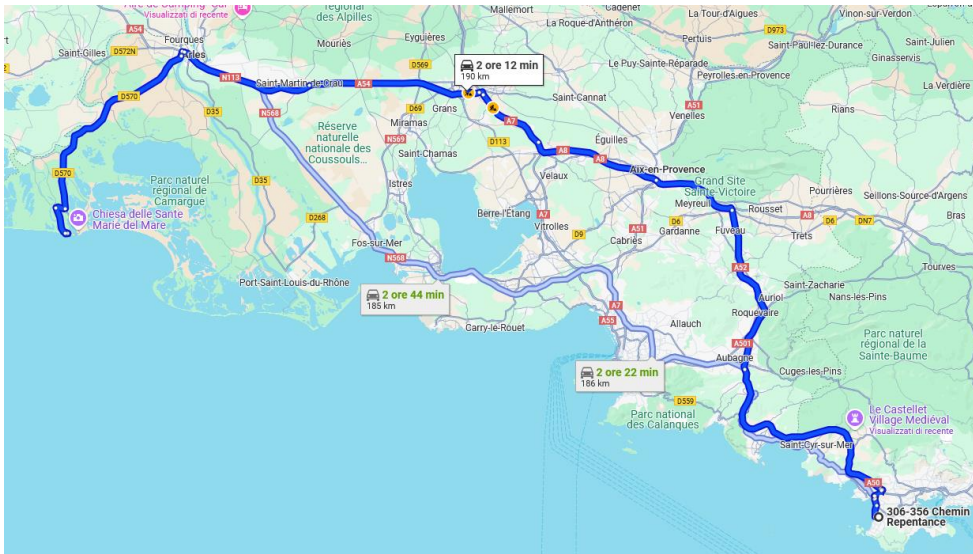 Aire de Camping-Car
Visualizzati di recente
régional
des Alpilles
Mallemort
Cadenet
La Tour-d'Aigues
D973
Vinon-sur-Verdon
A54
Fourques
Saint-Gilles
D572N
Arles
Mouriès
Eyguières
La Roque-d'Anthéron
Pertuis
Saint-Paul-lez-Durance
Saint-Julien
Ginasservis
Le Puy-Sainte-Réparade
Peyrolles-en-Provence
La Verdière
D569
2 ore 12 min
190 km
N113
Saint-Martin-de-Crau
A54
D570
D35
N568
D69
Grans
Saint-Cannat
A51
Venelles
Rians
Miramas
A7
Réserve
naturelle
nationale des
Coussouls...
N569
D113
Éguilles
Saint-Chamas
A8
A8
Aix-en-Provence
Velaux
Grand Site
Sainte-Victoire
D570
Parc naturel
régional de
Camargue
D35
Istres
Meyreuil
Pourrières
Seillons-Source-d'Argens
Rousset
Berre-l'Étang
A7
D6
A8
D6
DN7
Bras
Chiesa delle Sante
Marie del Mare
D268
Vitrolles
A51
Gardanne
Fuveau
Trets
D9
Cabriès
Fos-sur-Mer
N568
A52
Tourves
Port-Saint-Louis-du-Rhône
Saint-Zacharie
Auriol
Nans-les-Pins
2 ore 44 min
185 km
A7
Roquevaire
A55
Allauch
Carry-le-Rouet
A501
Parc naturel
régional de la
Sainte-Baume
Aubagne
2 ore 22 min
186 km
Cuges-les-Pins
D559
Parc national
des Calanques
Le Castellet
Village Mediéval
Visualizzati di recente
Saint-Cyr-sur-Mer
A50
306-356 Chemin
Repentance